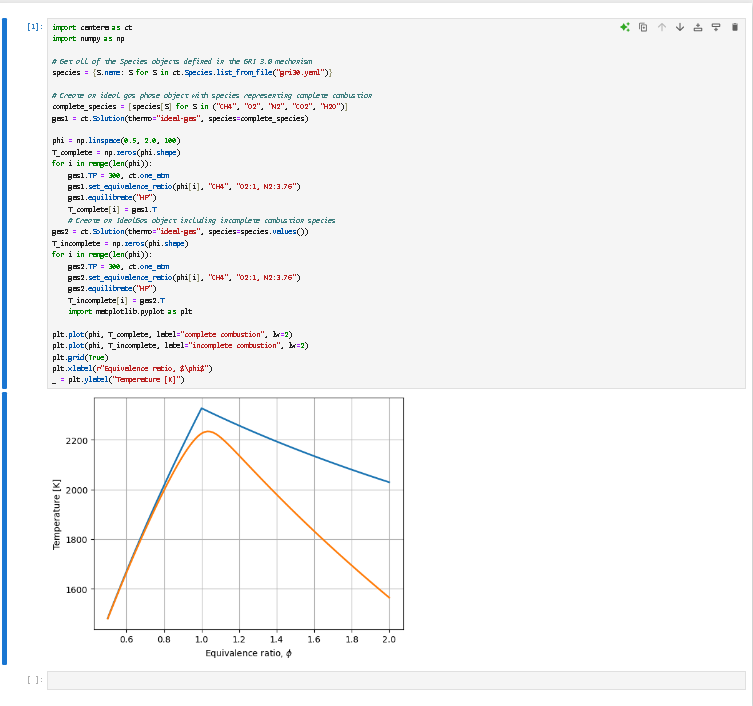 [1]:
import cantera as ct
import numpy as np
# Get all of the Species objects defined in the GRI 3.0 mechanism
species = {S.name: S for S in ct.Species.list_from_file("gri30.yaml")}
# Create an ideal gas phase object with species representing complete combustion
complete_species = [species[S] for S in ("CH4", "O2", "N2", "CO2", "H2O")]
gas1 = ct.Solution(thermo="ideal-gas", species=complete_species)
phi = np.linspace(0.5, 2.0, 100)
T_complete = np.zeros(phi.shape)
for i in range(len(phi)):
gas1.TP = 300, ct.one_atm
gas1.set_equivalence_ratio(phi[i], "CH4", "O2:1, N2:3.76")
gas1.equilibrate("HP")
T_complete[i] = gas1.T
# Create an IdealGas object including incomplete combustion species
gas2 = ct.Solution(thermo="ideal-gas", species=species.values())
T_incomplete = np.zeros(phi.shape)
for i in range(len(phi)):
gas2.TP = 300, ct.one_atm
gas2.set_equivalence_ratio(phi[i], "CH4", "O2:1, N2:3.76")
gas2.equilibrate("HP")
T_incomplete[i] = gas2.T
import matplotlib.pyplot as plt
plt.plot(phi, T_complete, label="complete combustion", lw=2)
plt.plot(phi, T_incomplete, label="incomplete combustion", lw=2)
plt.grid(True)
plt.xlabel(r"Equivalence ratio, $\phi$")
_ = plt.ylabel("Temperature [K]")
2200
2000
1800
1600
Temperature [K]
0.6 0.8 1.0 1.2 1.4 1.6 1.8 2.0
Equivalence ratio, ϕ
[ ]: